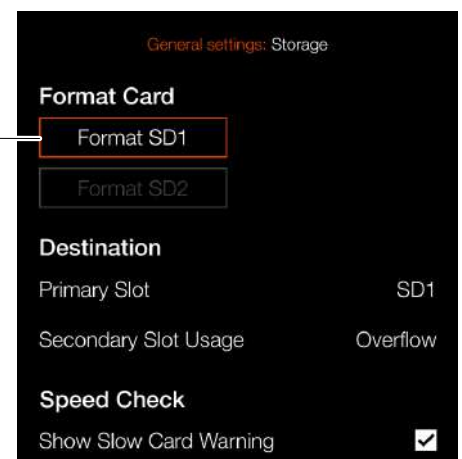 General settings: Storage
Format Card
Format SD1
Format SD2
Destination
Primary Slot SD1
Secondary Slot Usage Overflow
Speed Check
Show Slow Card Warning